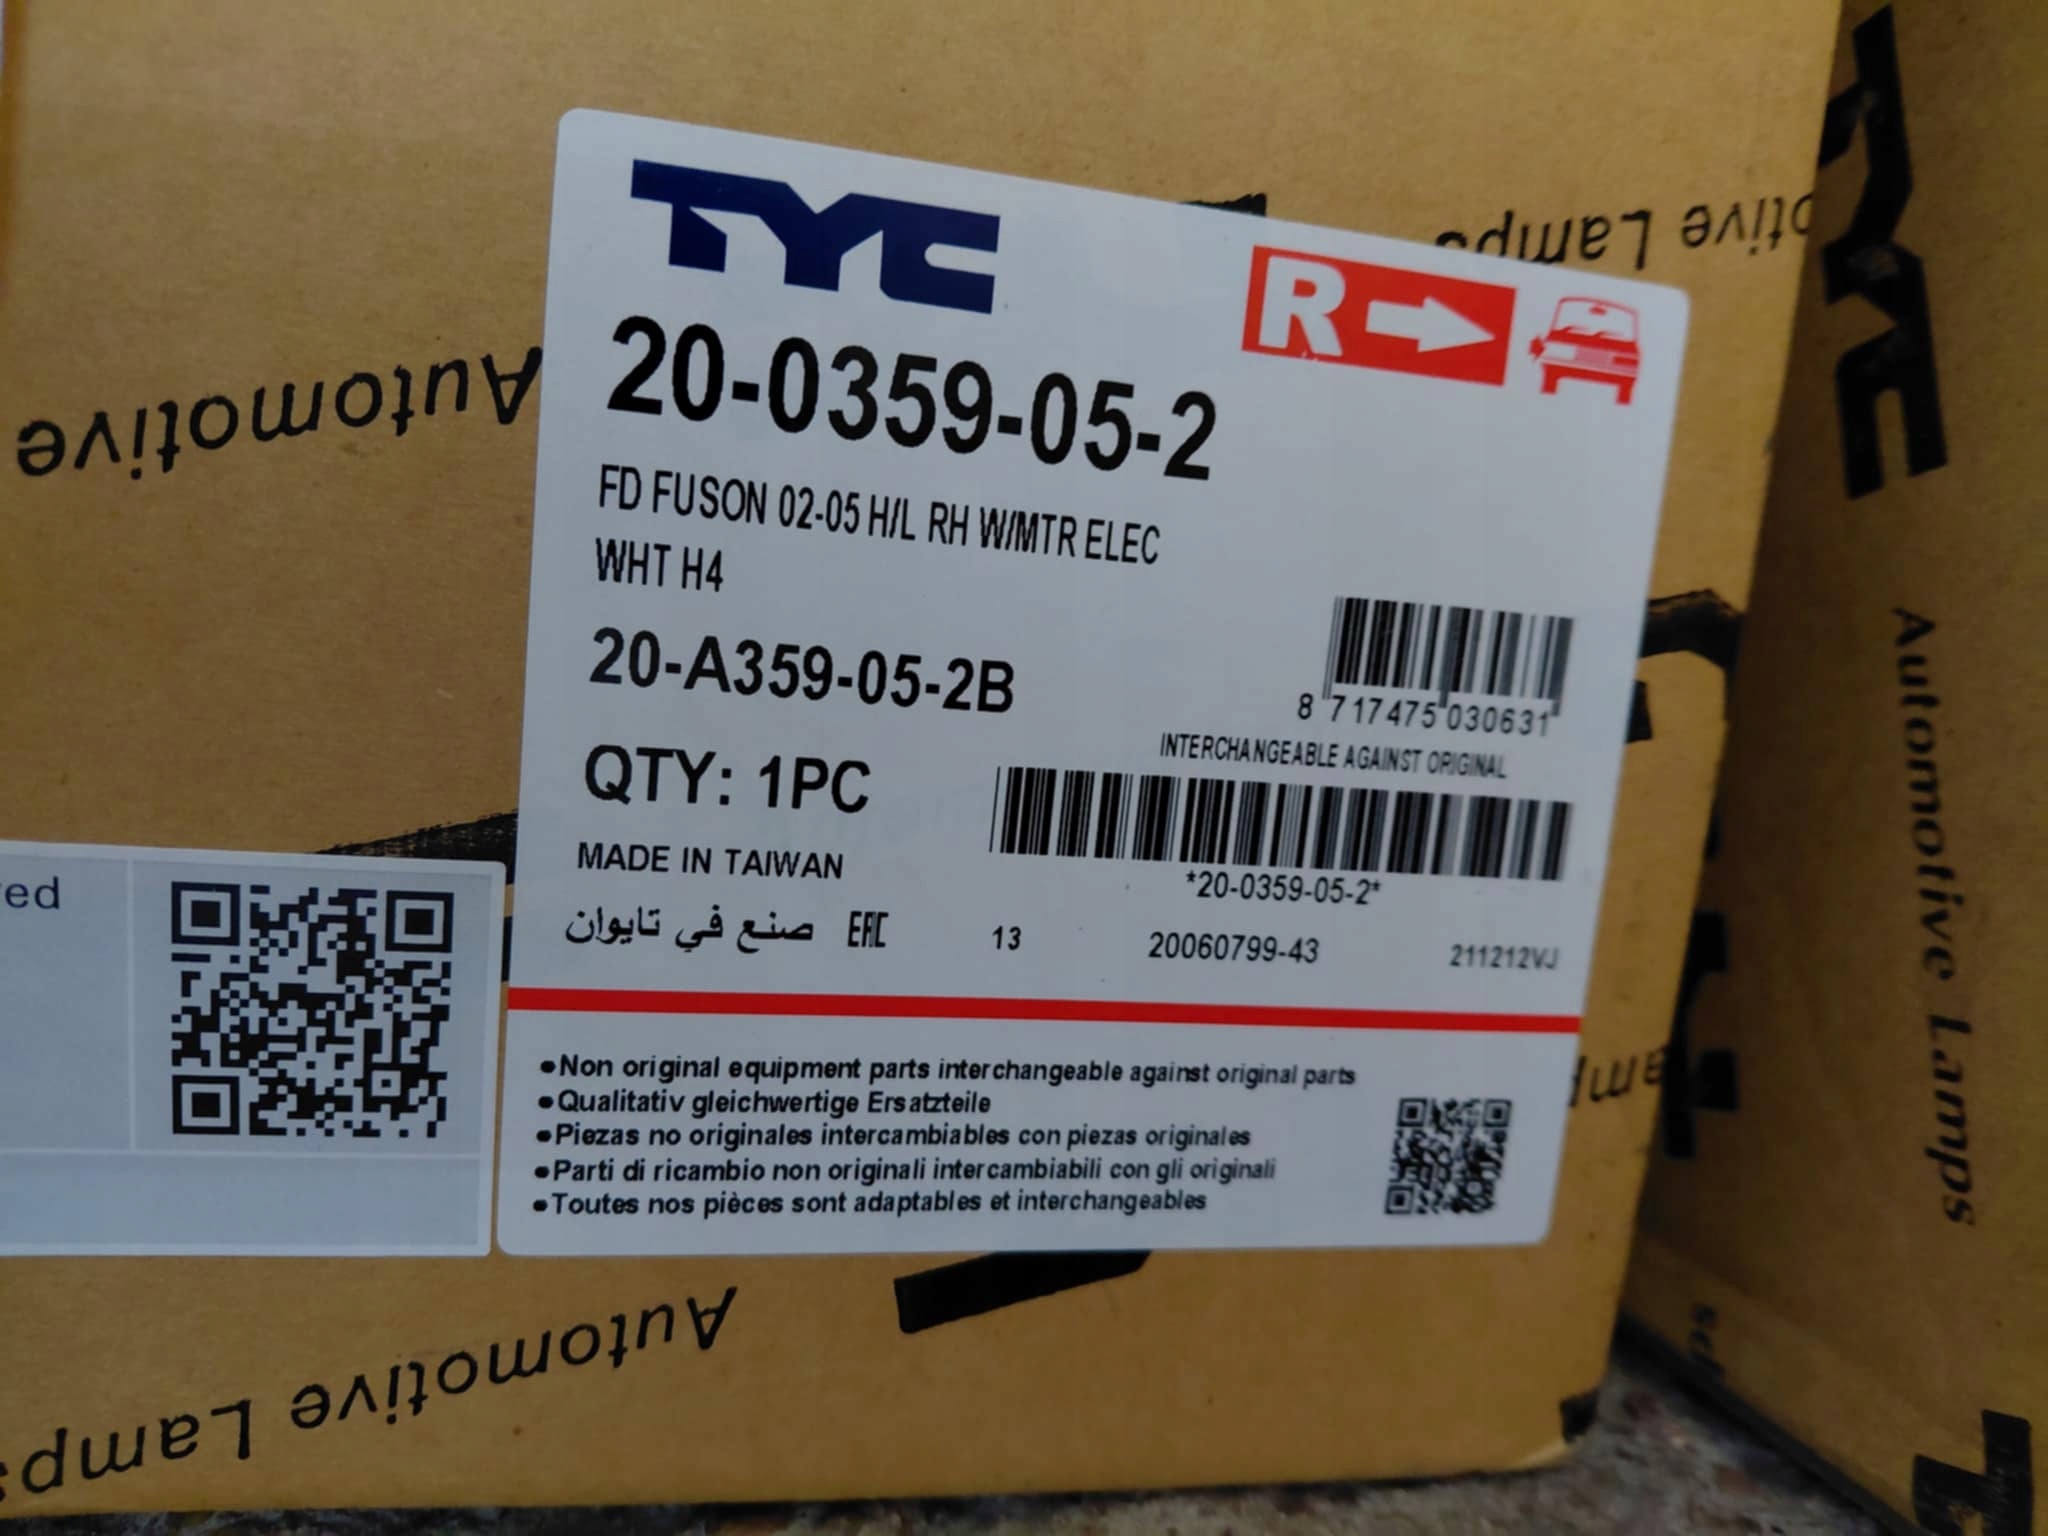 TYC
R
20-0359-05-2
FD FUSON 02-05 H/L RH W/MTR ELEC
WHT H4
20-A359-05-2B
8 717475 030631
INTERCHANGEABLE AGAINST ORIGINAL
QTY: 1PC
*20-0359-05-2*
MADE IN TAIWAN
صنع في تايوان EAC 13 20060799-43 211212VJ
•Non original equipment parts interchangeable against original parts
•Qualitativ gleichwertige Ersatzteile
•Piezas no originales intercambiables con piezas originales
•Parti di ricambio non originali intercambiabili con gli originali
•Toutes nos pièces sont adaptables et interchangeables
Automotive
Automotive Lamps
TYC
Automotive Lamps